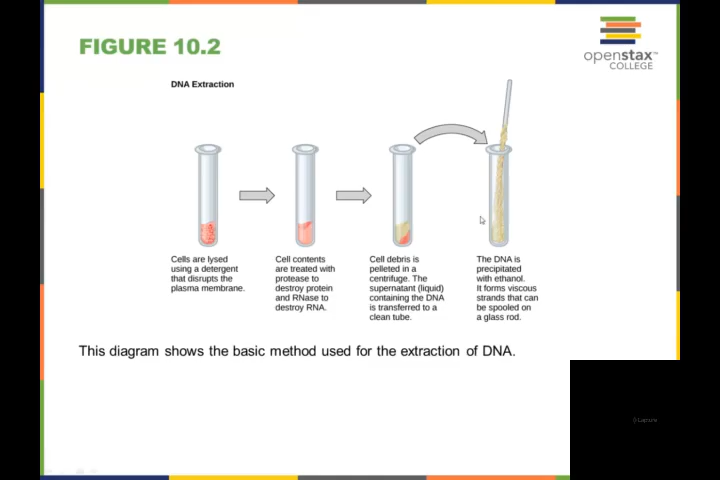 FIGURE 10.2
openstax™
COLLEGE
DNA Extraction
Cells are lysed
using a detergent
that disrupts the
plasma membrane.
Cell contents
are treated with
protease to
destroy protein
and RNase to
destroy RNA.
Cell debris is
pelleted in a
centrifuge. The
supernatant (liquid)
containing the DNA
is transferred to a
clean tube.
The DNA is
precipitated
with ethanol.
It forms viscous
strands that can
be spooled on
a glass rod.
This diagram shows the basic method used for the extraction of DNA.